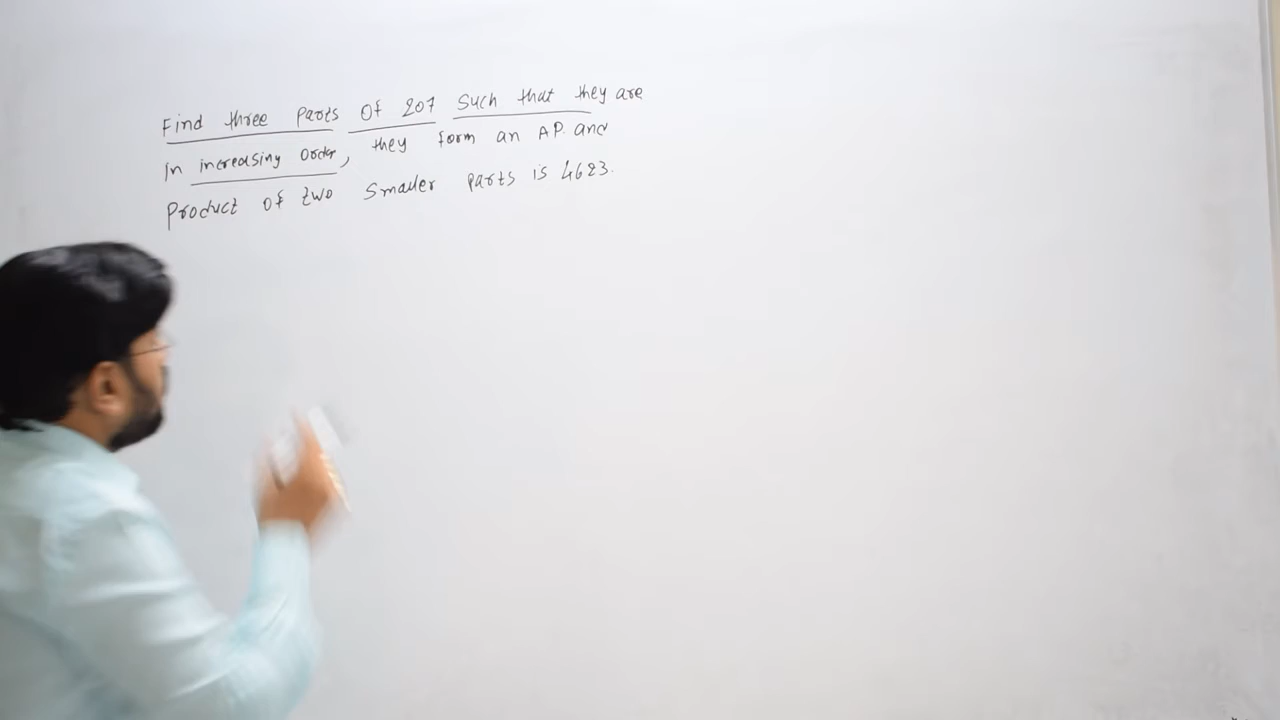 Find three Parts Of 207 Such that they are
in increasing Order, they form an AP. and
Product of two Smaller parts is 4623.